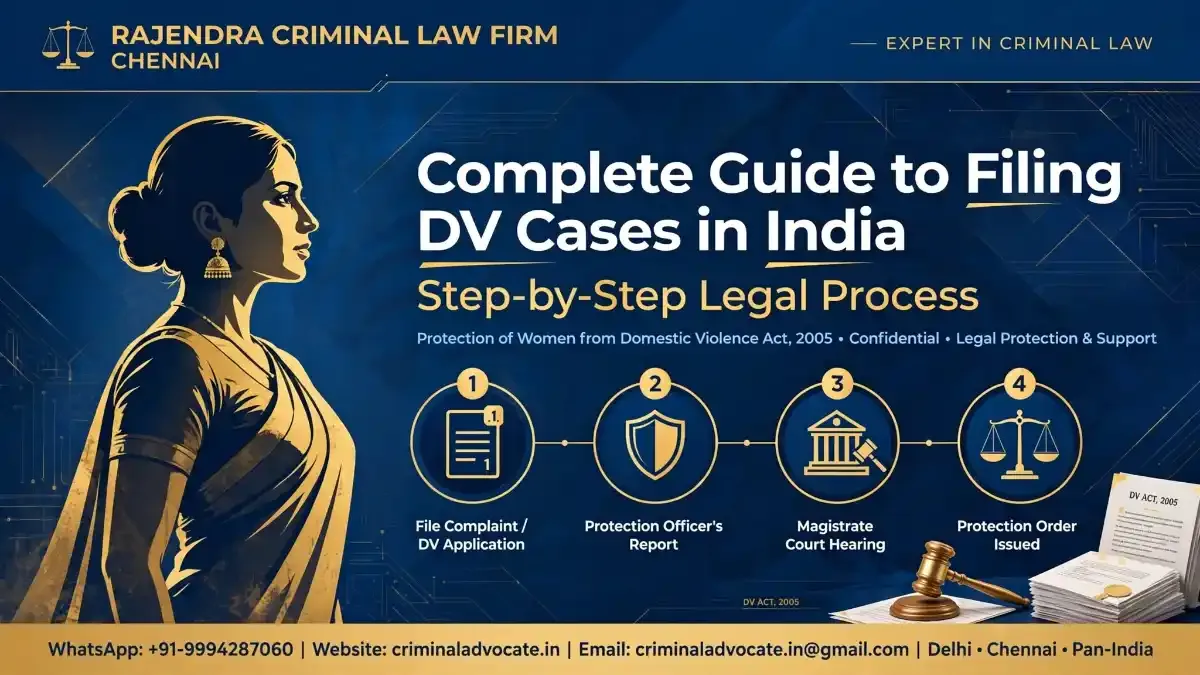 RAJENDRA CRIMINAL LAW FIRM
CHENNAI
EXPERT IN CRIMINAL LAW
Complete Guide to Filing
DV Cases in India
Step-by-Step Legal Process
Protection of Women from Domestic Violence Act, 2005 • Confidential • Legal Protection & Support
1
2
3
4
.1.
1
File Complaint /
DV Application
Protection Officer's
Report
Magistrate
Court Hearing
Protection Order
Issued
DV ACT, 2005
DV ACT, 2005
WhatsApp: +91-9994287060 | Website: criminaladvocate.in | Email: criminaladvocate.in@gmail.com | Delhi • Chennai • Pan-India